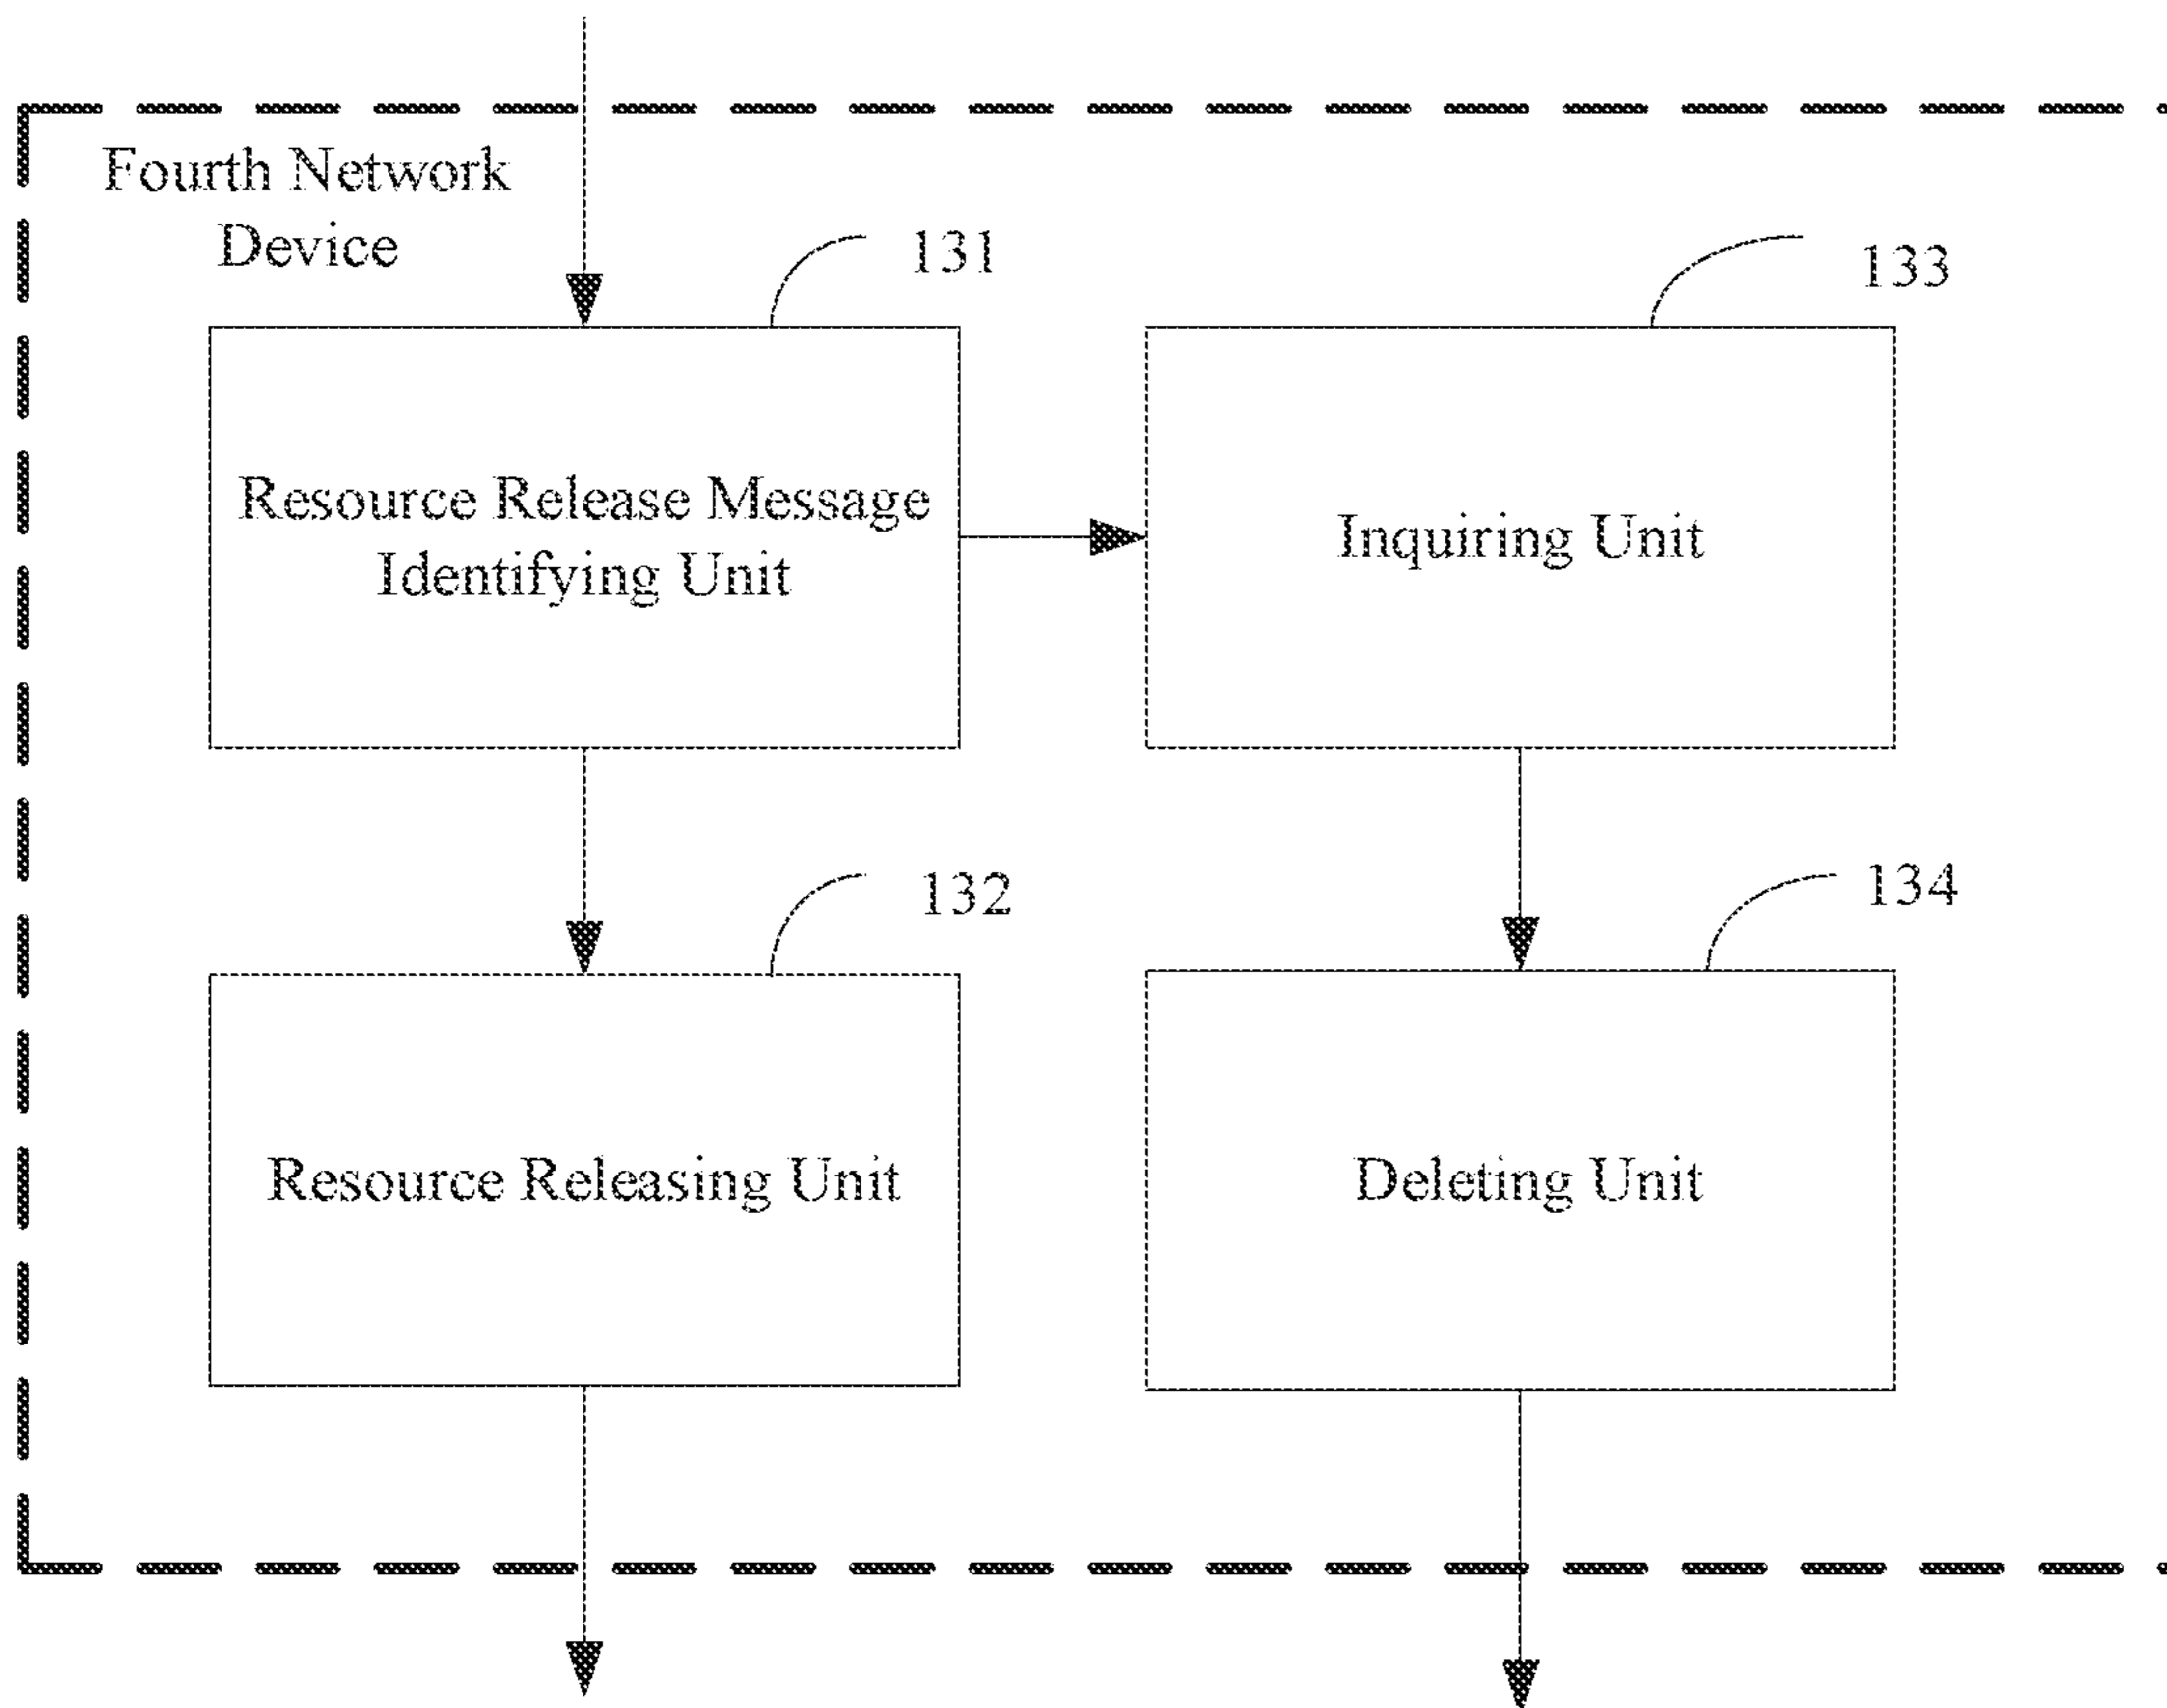 Fourth Network
Device
131
133
Resource Release Message
Identifying Unit
Inquiring Unit
132
134
Resource Releasing Unit
Deleting Unit